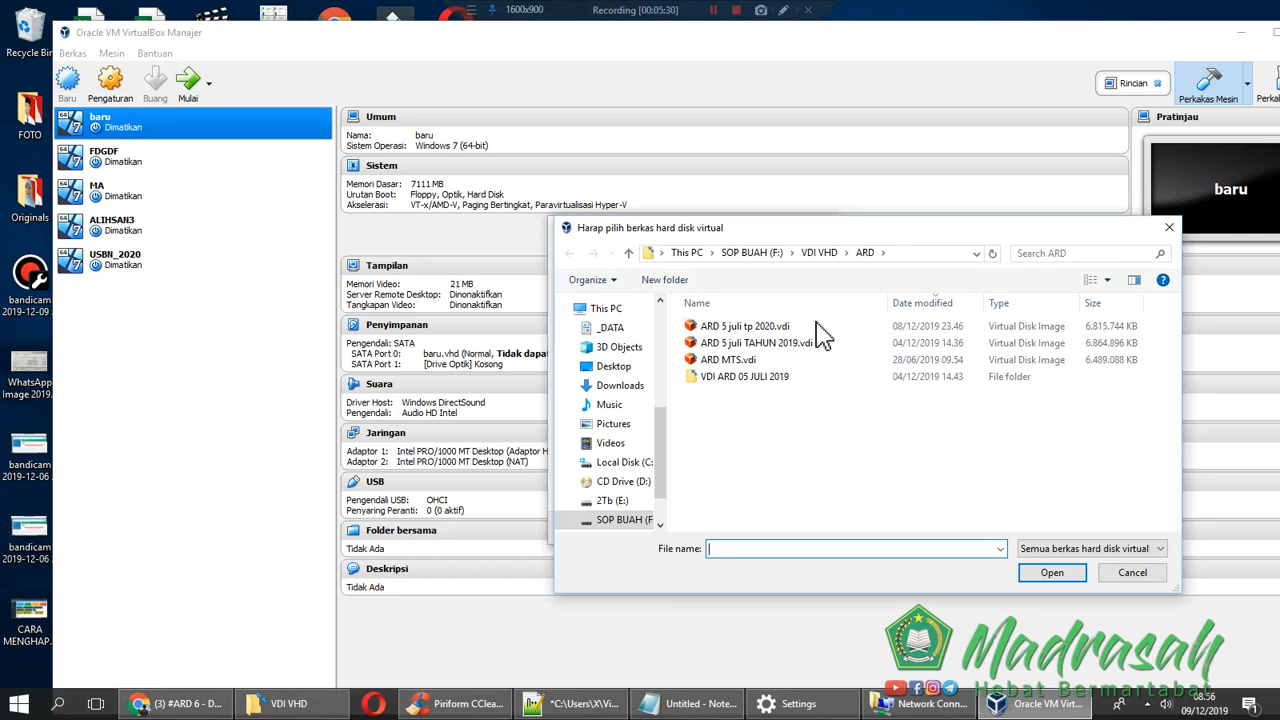 1600x900
Recording [00:05:30]
Recycle Bin
FOTO
Originals
bandicam
2019-12-09
WhatsApp
Image 2019.
bandicam
2019-12-06
bandicam
2019-12-06
CARA
MENGHAP.
Oracle VM VirtualBox Manajer
Berkas
Mesin
Bantuan
Baru
Pengaturan
Buang
Mulai
Rincian
Perkakas Mesin
baru
Dimatikan
FDGDF
Dimatikan
MA
Dimatikan
ALIHSAN3
Dimatikan
USBN_2020
Dimatikan
Umum
Nama: baru
Sistem Operasi: Windows 7 (64-bit)
Sistem
Memori Dasar: 7111 MB
Urutan Boot: Floppy, Optik, Hard Disk
Akselerasi: VT-x/AMD-V, Paging Bertingkat, Paravirtualisasi Hyper-V
Tampilan
Memori Video: 21 MB
Server Remote Desktop: Dinonaktifkan
Tangkapan Video: Dinonaktifkan
Penyimpanan
Pengendali: SATA
SATA Port 0: baru.vhd (Normal, Tidak dapat
SATA Port 1: [Drive Optik] Kosong
Suara
Driver Host: Windows DirectSound
Pengendali: Audio HD Intel
Jaringan
Adaptor 1: Intel PRO/1000 MT Desktop (Adaptor H
Adaptor 2: Intel PRO/1000 MT Desktop (NAT)
USB
Pengendali USB: OHCI
Penyaring Peranti: 0 (0 aktif)
Folder bersama
Tidak Ada
Deskripsi
Tidak Ada
Pratinjau
baru
Harap pilih berkas hard disk virtual
This PC > SOP BUAH (F:) > VDI VHD > ARD >
Search ARD
Organize
New folder
This PC
_DATA
3D Objects
Desktop
Downloads
Music
Pictures
Videos
Local Disk (C:
CD Drive (D:)
2Tb (E:)
SOP BUAH (F
Name Date modified Type Size
ARD 5 juli tp 2020.vdi 08/12/2019 23.46 Virtual Disk Image 6.815.744 KB
ARD 5 juli TAHUN 2019.vdi 04/12/2019 14.36 Virtual Disk Image 6.864.896 KB
ARD MTS.vdi 28/06/2019 09.54 Virtual Disk Image 6.489.088 KB
VDI ARD 05 JULI 2019 04/12/2019 14.43 File folder
File name:
Semua berkas hard disk virtual
Open
Cancel
Madrasah
Hebat Bermartabat
(3) #ARD 6 - D...
VDI VHD
Piriform CClea...
*C:\Users\X\Vi...
Untitled - Note...
Settings
Network Conn...
Oracle VM Virt...
08.56
09/12/2019